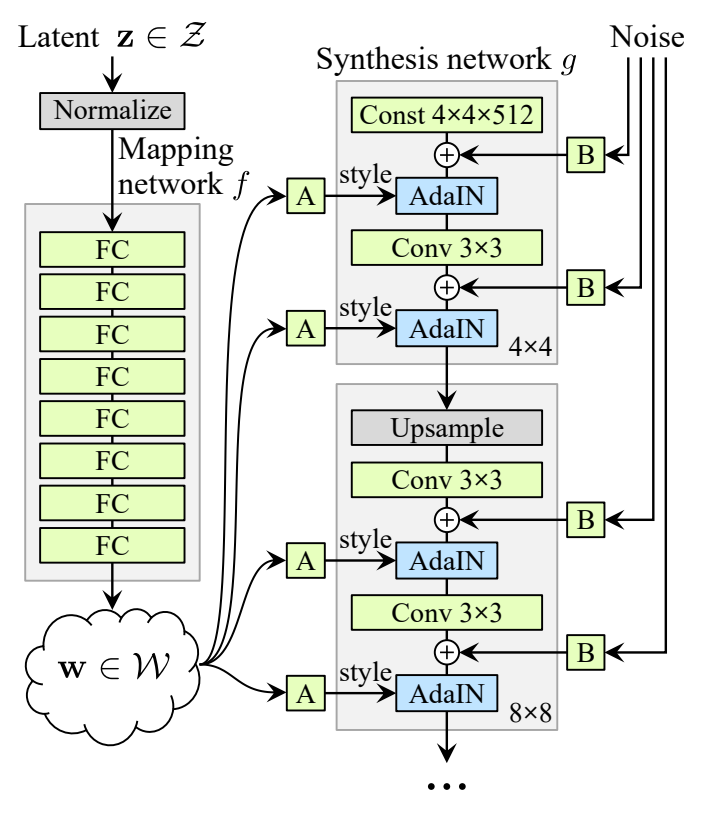 Latent z ∈ 𝒵
Normalize
Mapping
network f
FC
FC
FC
FC
FC
FC
FC
FC
w ∈ 𝒲
Synthesis network g
Noise
Const 4×4×512
+
B
A
style
AdaIN
Conv 3×3
+
B
A
style
AdaIN
4×4
Upsample
Conv 3×3
+
B
A
style
AdaIN
Conv 3×3
+
B
A
style
AdaIN
8×8
...